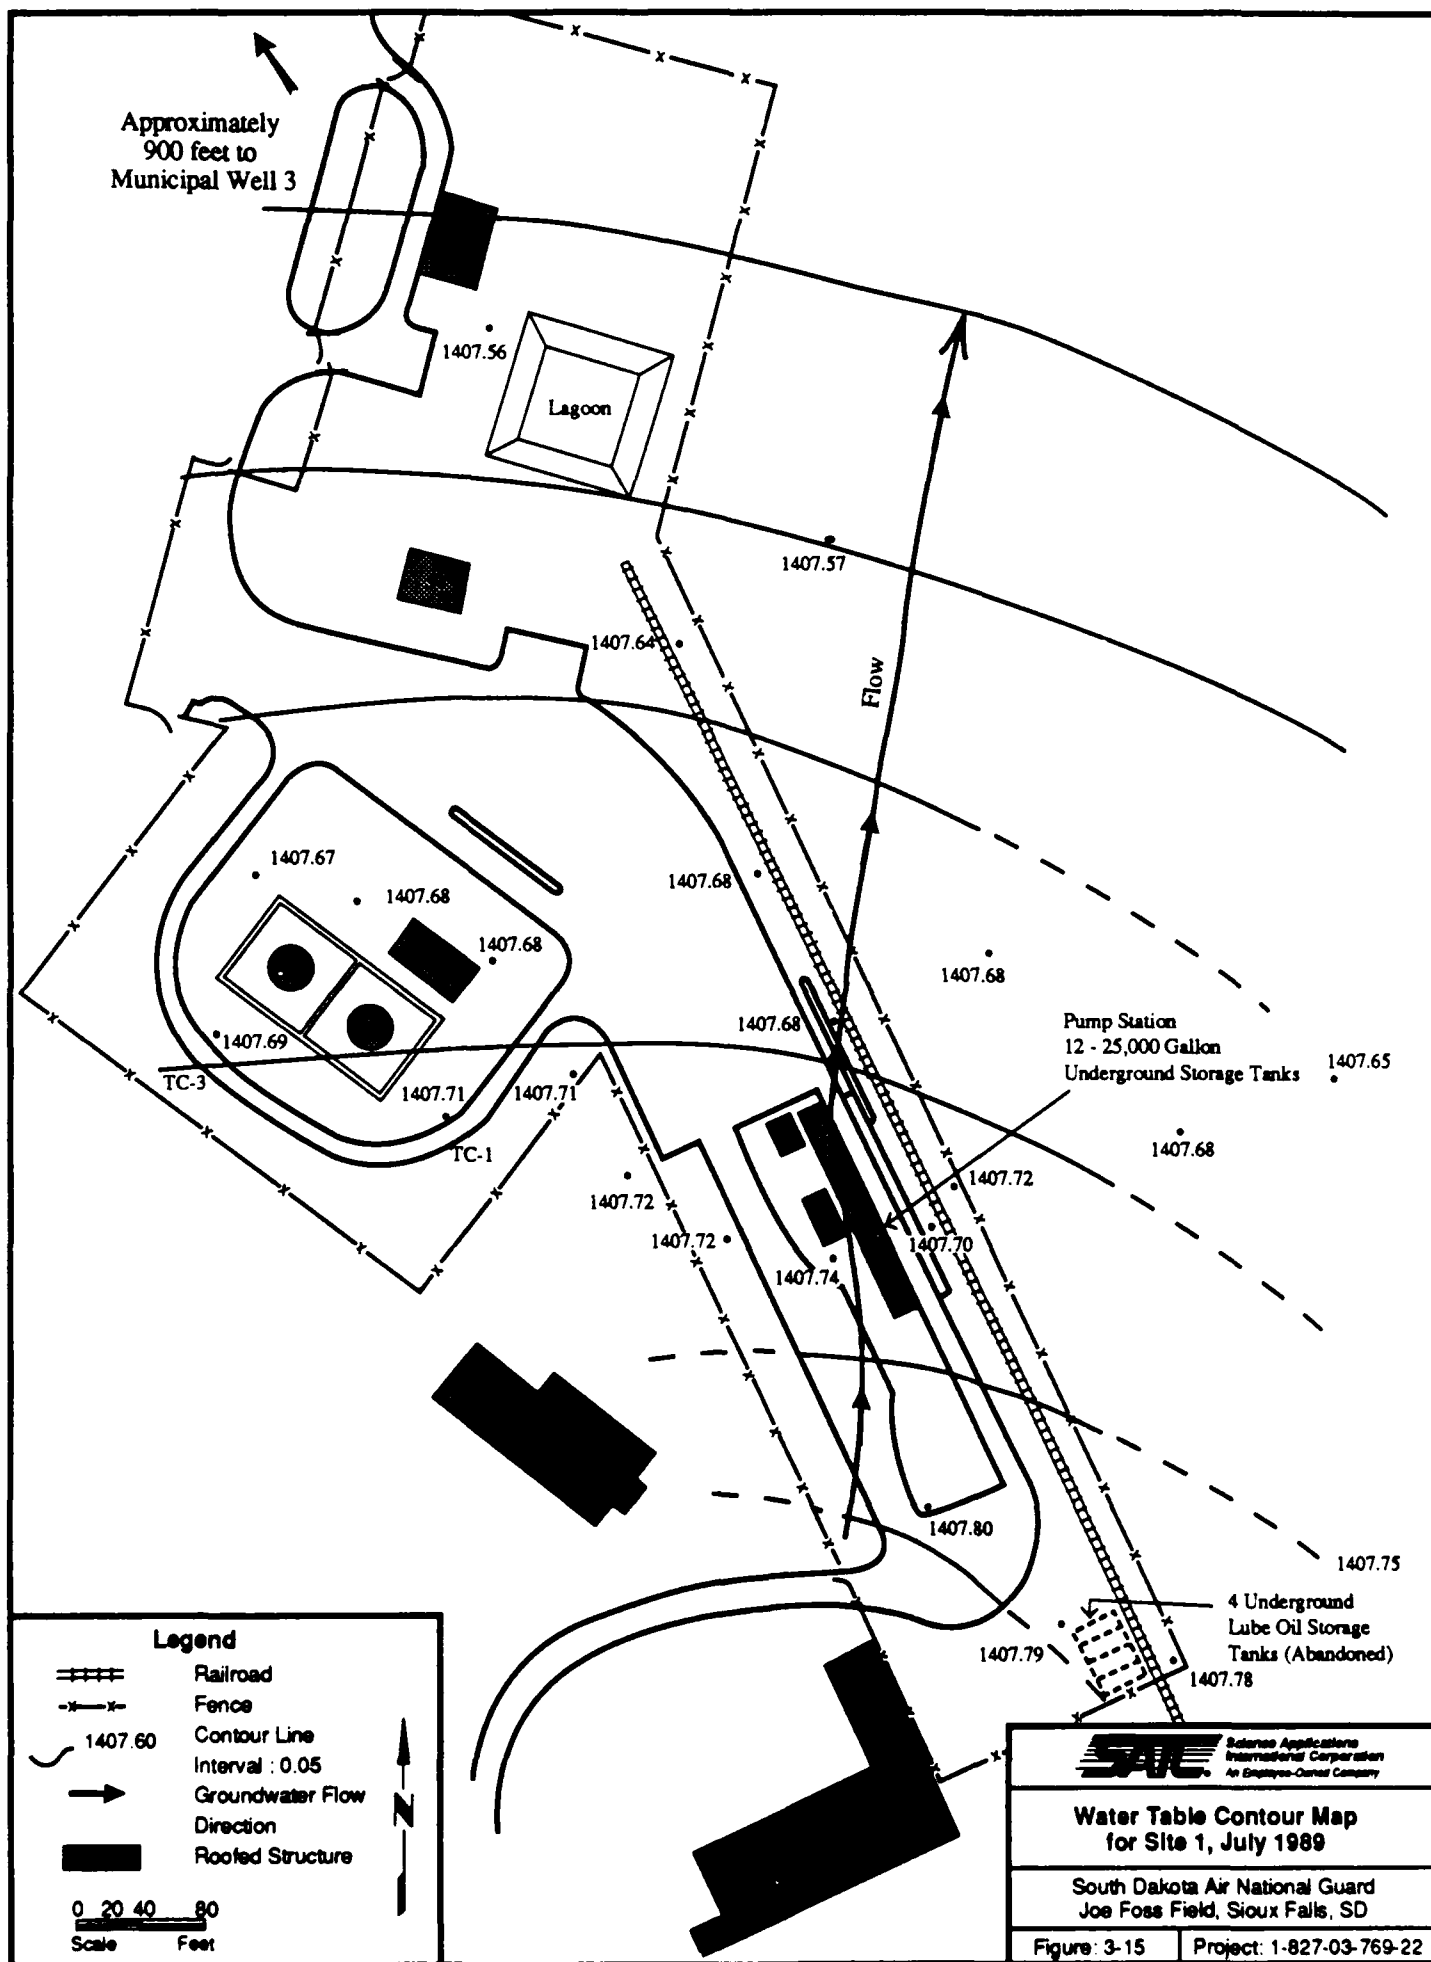 Approximately
900 feet to
Municipal Well 3
1407.56
Lagoon
1407.57
1407.64
Flow
1407.67
1407.68
1407.68
1407.68
1407.68
1407.68
1407.69
TC-3
1407.71
1407.71
TC-1
Pump Station
12 - 25,000 Gallon
Underground Storage Tanks
1407.65
1407.68
1407.72
1407.72
1407.72
1407.70
1407.74
1407.80
1407.75
4 Underground
Lube Oil Storage
Tanks (Abandoned)
1407.79
1407.78
Legend
Railroad
Fence
1407.60
Contour Line
Interval : 0.05
Groundwater Flow
Direction
Roofed Structure
N
0 20 40 80
Scale Feet
SAIC
Science Applications
International Corporation
An Employee-Owned Company
Water Table Contour Map
for Site 1, July 1989
South Dakota Air National Guard
Joe Foss Field, Sioux Falls, SD
Figure: 3-15
Project: 1-827-03-769-22